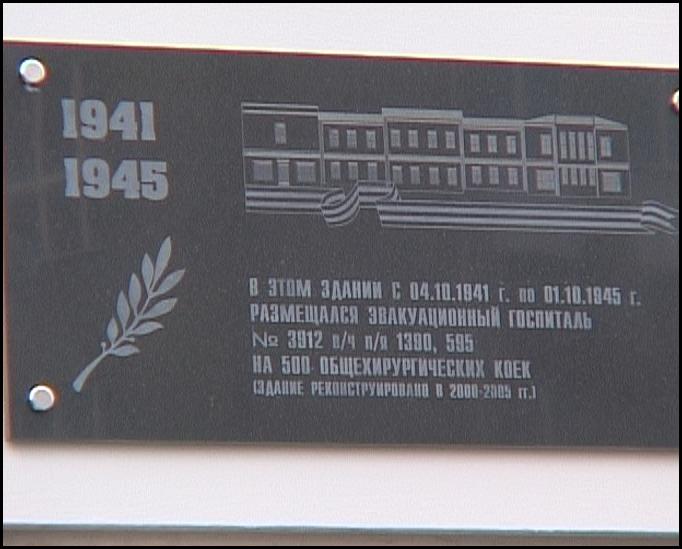 1941
1945
В ЭТОМ ЗДАНИИ С 04.10.1941 г. по 01.10.1945 г.
РАЗМЕЩАЛСЯ ЭВАКУАЦИОННЫЙ ГОСПИТАЛЬ
№ 3912 п/ч п/я 1390, 595
НА 500 ОБЩЕХИРУРГИЧЕСКИХ КОЕК
(ЗДАНИЕ РЕКОНСТРУИРОВАНО В 2000-2005 ГГ.)